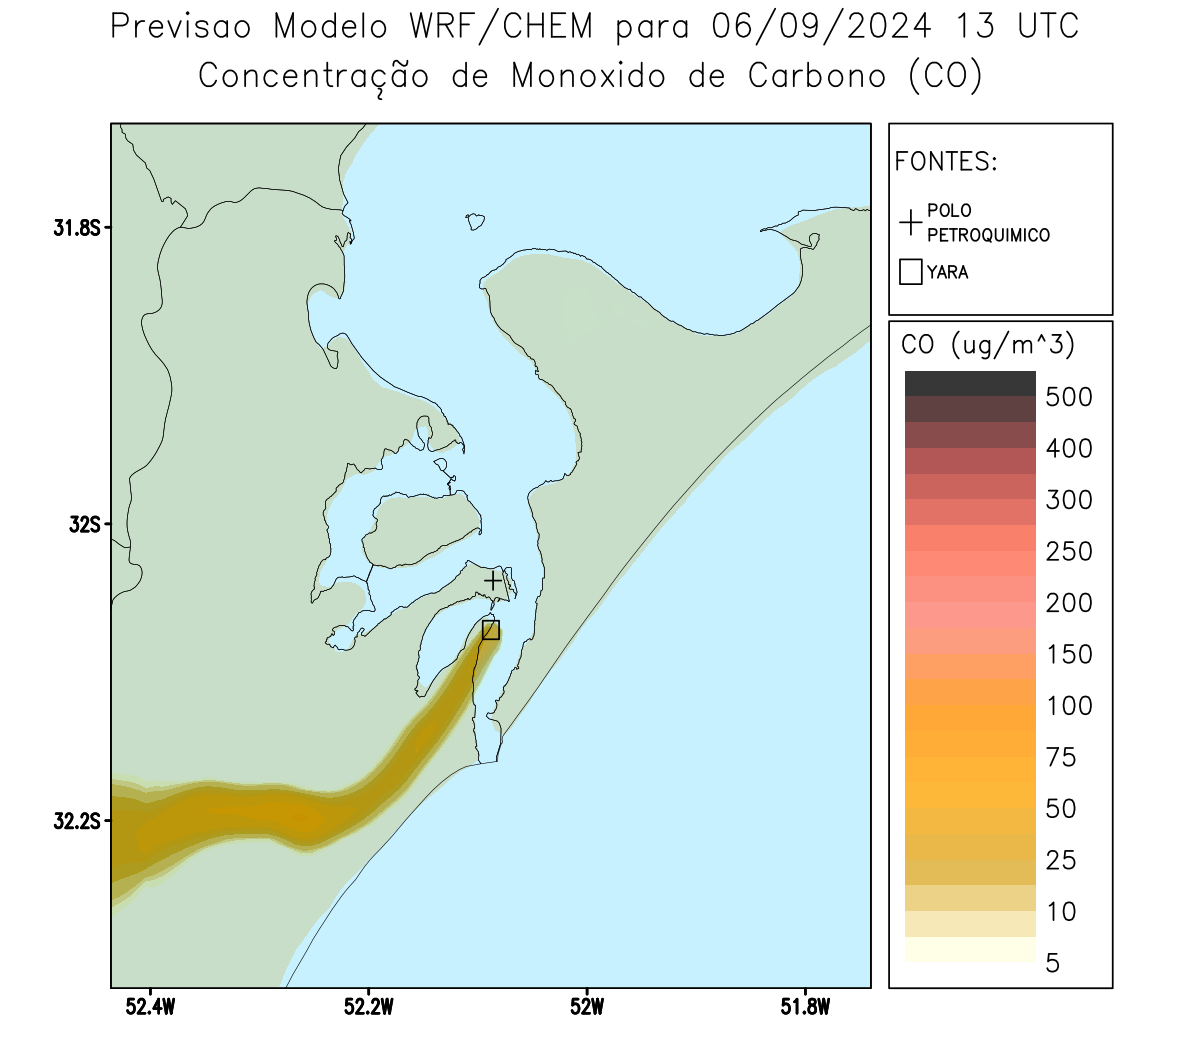 Previsao Modelo WRF/CHEM para 06/09/2024 13 UTC
Concentração de Monoxido de Carbono (CO)
FONTES:
POLO
PETROQUIMICO
YARA
CO (ug/m^3)
500
400
300
250
200
150
100
75
50
25
10
5
31.8S
32S
32.2S
52.4W
52.2W
52W
51.8W